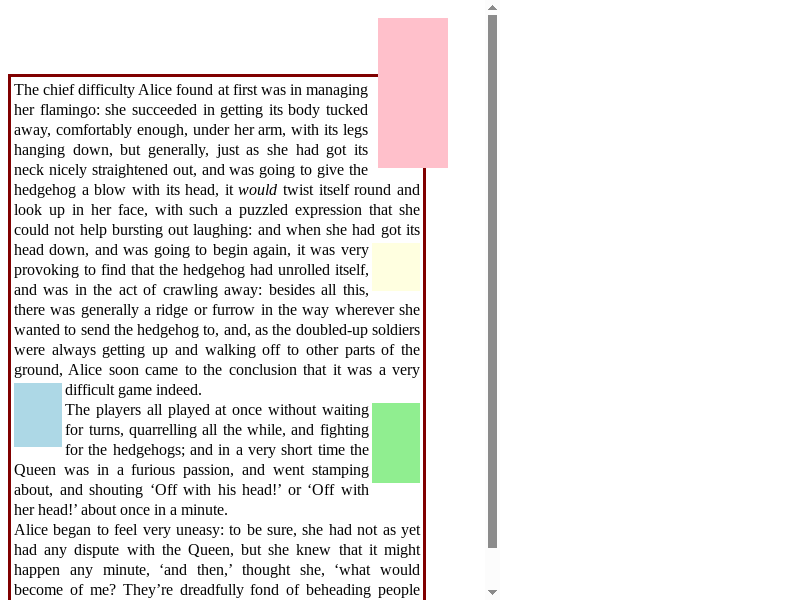 The chief difficulty Alice found at first was in managing
her flamingo: she succeeded in getting its body tucked
away, comfortably enough, under her arm, with its legs
hanging down, but generally, just as she had got its
neck nicely straightened out, and was going to give the
hedgehog a blow with its head, it would twist itself round and
look up in her face, with such a puzzled expression that she
could not help bursting out laughing: and when she had got its
head down, and was going to begin again, it was very
provoking to find that the hedgehog had unrolled itself,
and was in the act of crawling away: besides all this,
there was generally a ridge or furrow in the way wherever she
wanted to send the hedgehog to, and, as the doubled-up soldiers
were always getting up and walking off to other parts of the
ground, Alice soon came to the conclusion that it was a very
difficult game indeed.
The players all played at once without waiting
for turns, quarrelling all the while, and fighting
for the hedgehogs; and in a very short time the
Queen was in a furious passion, and went stamping
about, and shouting ‘Off with his head!’ or ‘Off with
her head!’ about once in a minute.
Alice began to feel very uneasy: to be sure, she had not as yet
had any dispute with the Queen, but she knew that it might
happen any minute, ‘and then,’ thought she, ‘what would
become of me? They’re dreadfully fond of beheading people